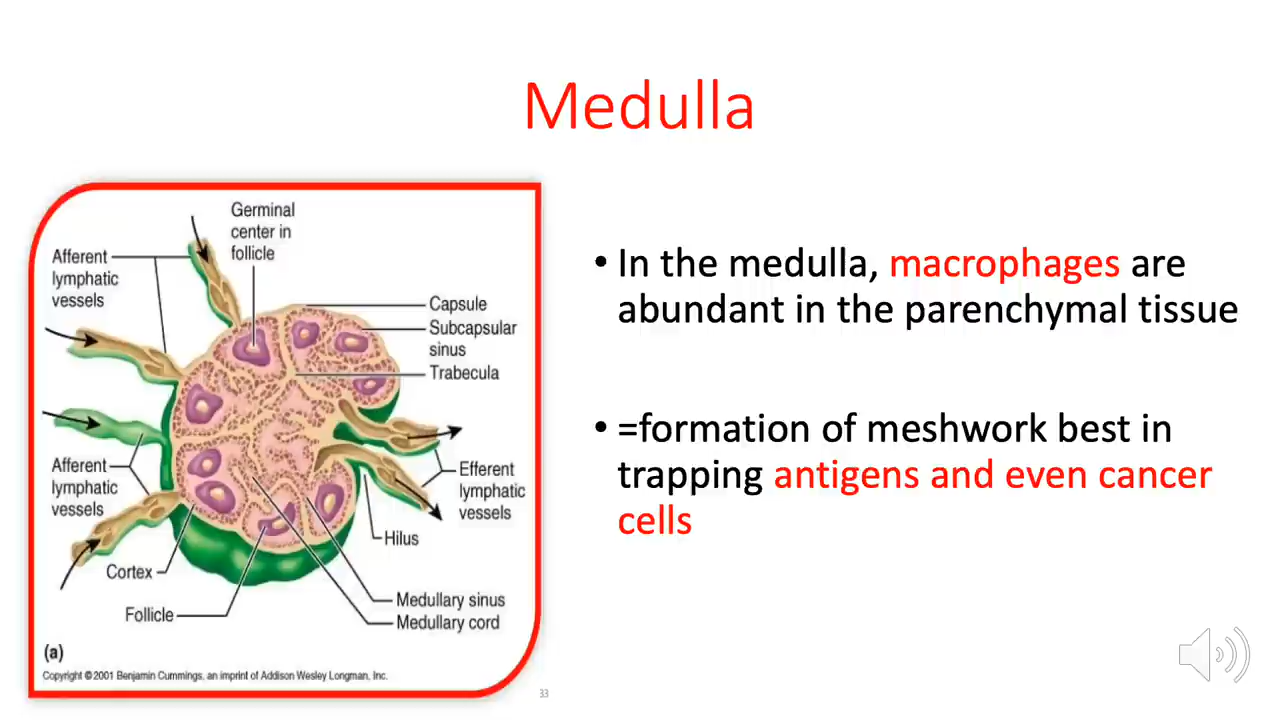 Medulla
Germinal
center in
follicle
Afferent
lymphatic
vessels
Capsule
Subcapsular
sinus
Trabecula
Afferent
lymphatic
vessels
Efferent
lymphatic
vessels
Hilus
Cortex
Follicle
Medullary sinus
Medullary cord
(a)
Copyright © 2001 Benjamin Cummings, an imprint of Addison Wesley Longman, Inc.
• In the medulla, macrophages are
abundant in the parenchymal tissue
• =formation of meshwork best in
trapping antigens and even cancer
cells
33